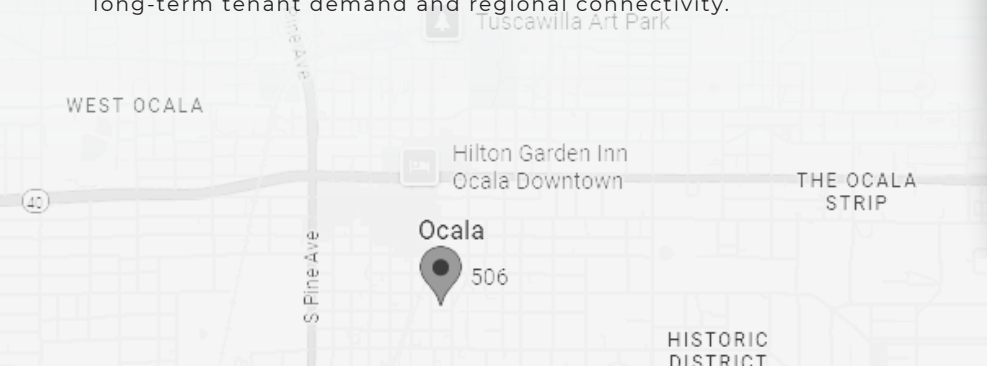 long-term tenant demand and regional connectivity.
Tuscawilla Art Park
WEST OCALA
Hilton Garden Inn
Ocala Downtown
THE OCALA
STRIP
40
Ocala
506
S Pine Ave
HISTORIC
DISTRICT